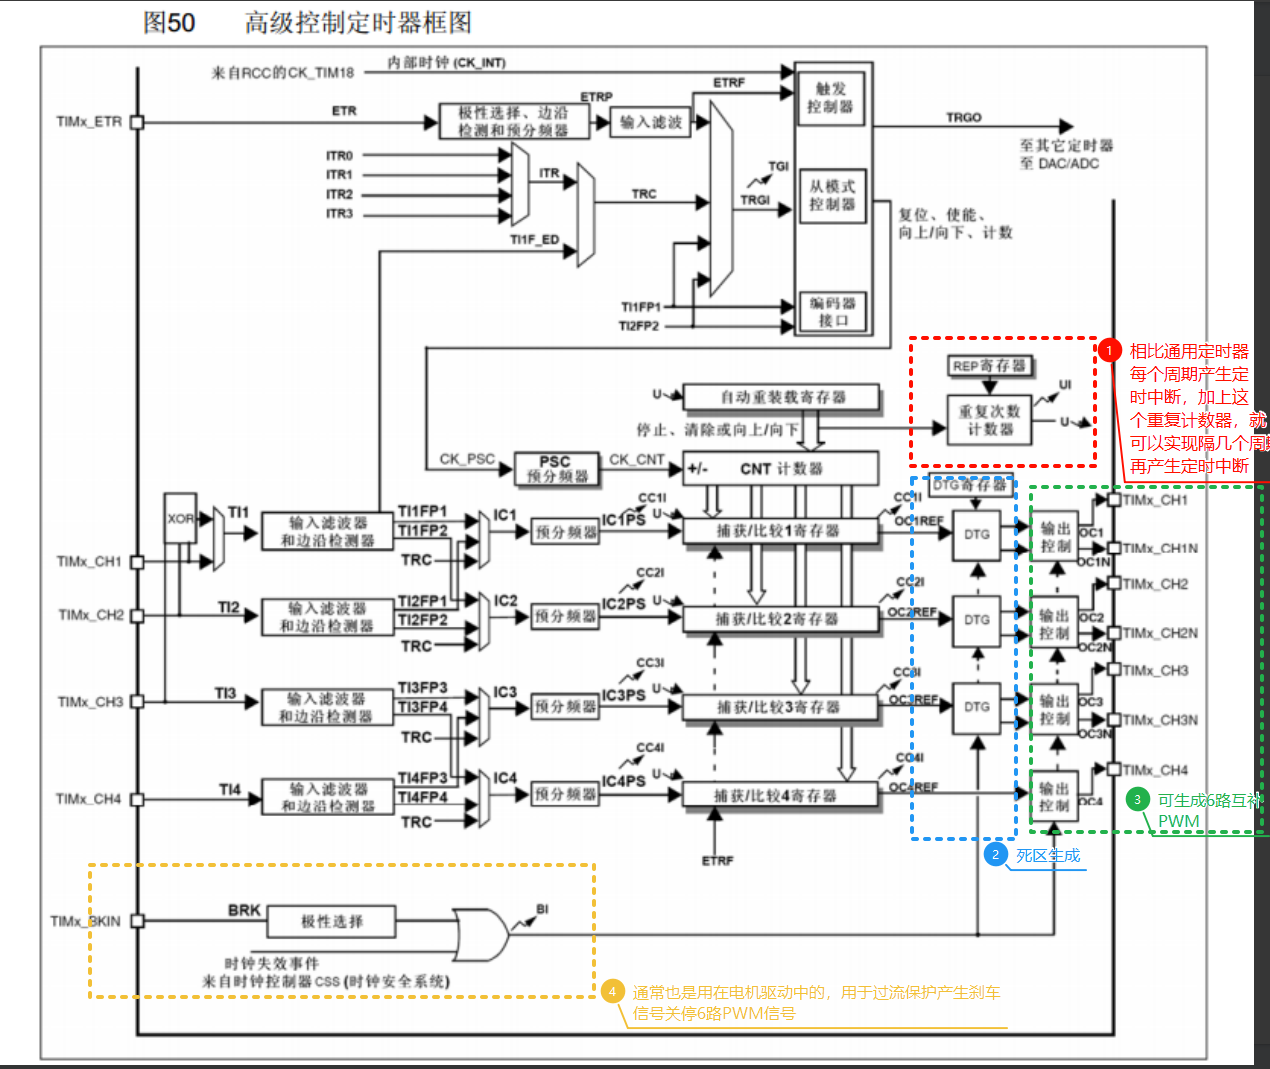 图50 高级控制定时器框图
来自RCC的CK_TIM18
内部时钟 (CK_INT)
ETRF
触发
控制器
TIMx_ETR
ETR
极性选择、边沿
检测和预分频器
ETRP
输入滤波
TRGO
至其它定时器
至 DAC/ADC
ITR0
ITR1
ITR2
ITR3
ITR
TRC
TGI
TRGI
从模式
控制器
复位、使能、
向上/向下、计数
TI1F_ED
TI1FP1
TI2FP2
编码器
接口
REP寄存器
UI
重复次数
计数器
U
1
相比通用定时器
每个周期产生定
时中断，加上这
个重复计数器，就
可以实现隔几个周期
再产生定时中断
U
自动重装载寄存器
停止、清除或向上/向下
CK_PSC
PSC
预分频器
CK_CNT
+/-
CNT 计数器
DTG寄存器
XOR
TI1
输入滤波器
和边沿检测器
TI1FP1
TI1FP2
TRC
IC1
预分频器
IC1PS
CC1I
U
捕获/比较1寄存器
CC1I
OC1REF
DTG
输出
控制
OC1
OC1N
TIMx_CH1
TIMx_CH1N
TIMx_CH1
TIMx_CH2
TI2
输入滤波器
和边沿检测器
TI2FP1
TI2FP2
TRC
IC2
预分频器
IC2PS
CC2I
U
捕获/比较2寄存器
CC2I
OC2REF
DTG
输出
控制
OC2
OC2N
TIMx_CH2
TIMx_CH2N
TIMx_CH3
TI3
输入滤波器
和边沿检测器
TI3FP3
TI3FP4
TRC
IC3
预分频器
IC3PS
CC3I
U
捕获/比较3寄存器
CC3I
OC3REF
DTG
输出
控制
OC3
OC3N
TIMx_CH3
TIMx_CH3N
TIMx_CH4
TI4
输入滤波器
和边沿检测器
TI4FP3
TI4FP4
TRC
IC4
预分频器
IC4PS
CC4I
U
捕获/比较4寄存器
CC4I
OC4REF
输出
控制
OC4
TIMx_CH4
ETRF
3
可生成6路互补
PWM
2
死区生成
TIMx_BKIN
BRK
极性选择
BI
时钟失效事件
来自时钟控制器CSS (时钟安全系统)
4
通常也是用在电机驱动中的，用于过流保护产生刹车
信号关停6路PWM信号